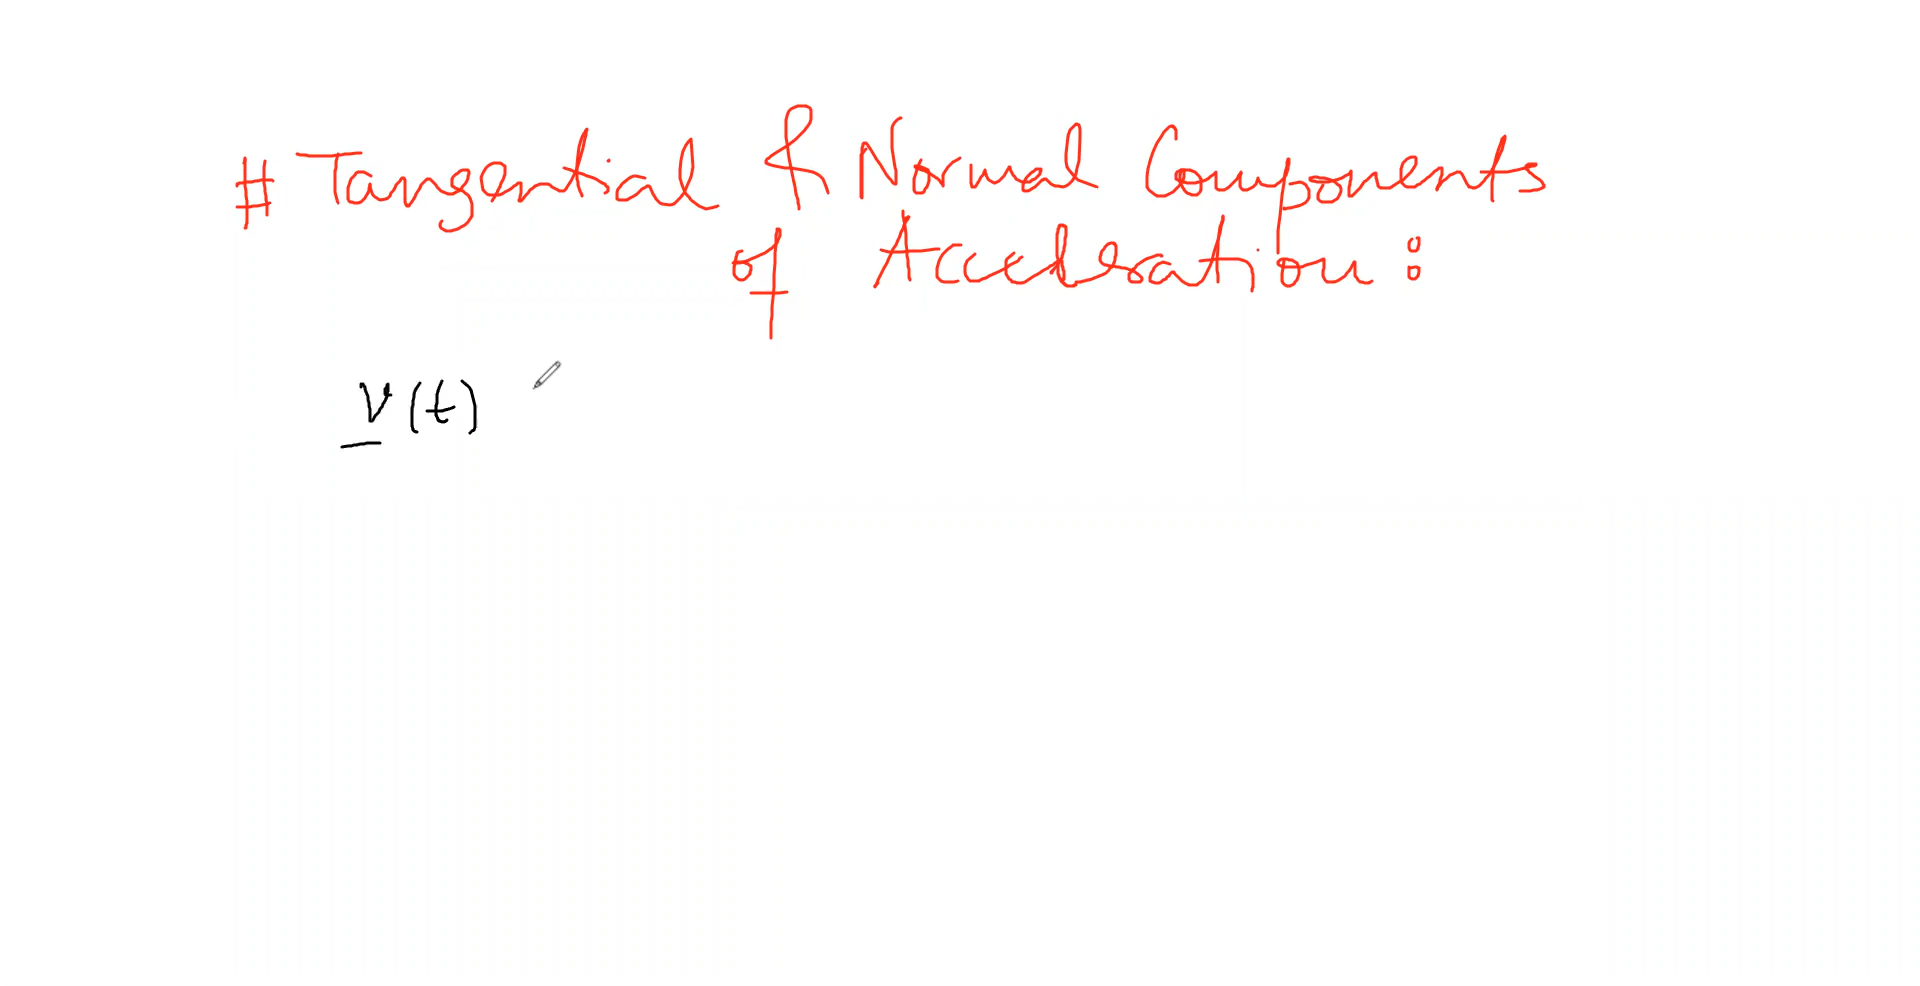 # Tangential & Normal Components
of Acceleration:
v(t)